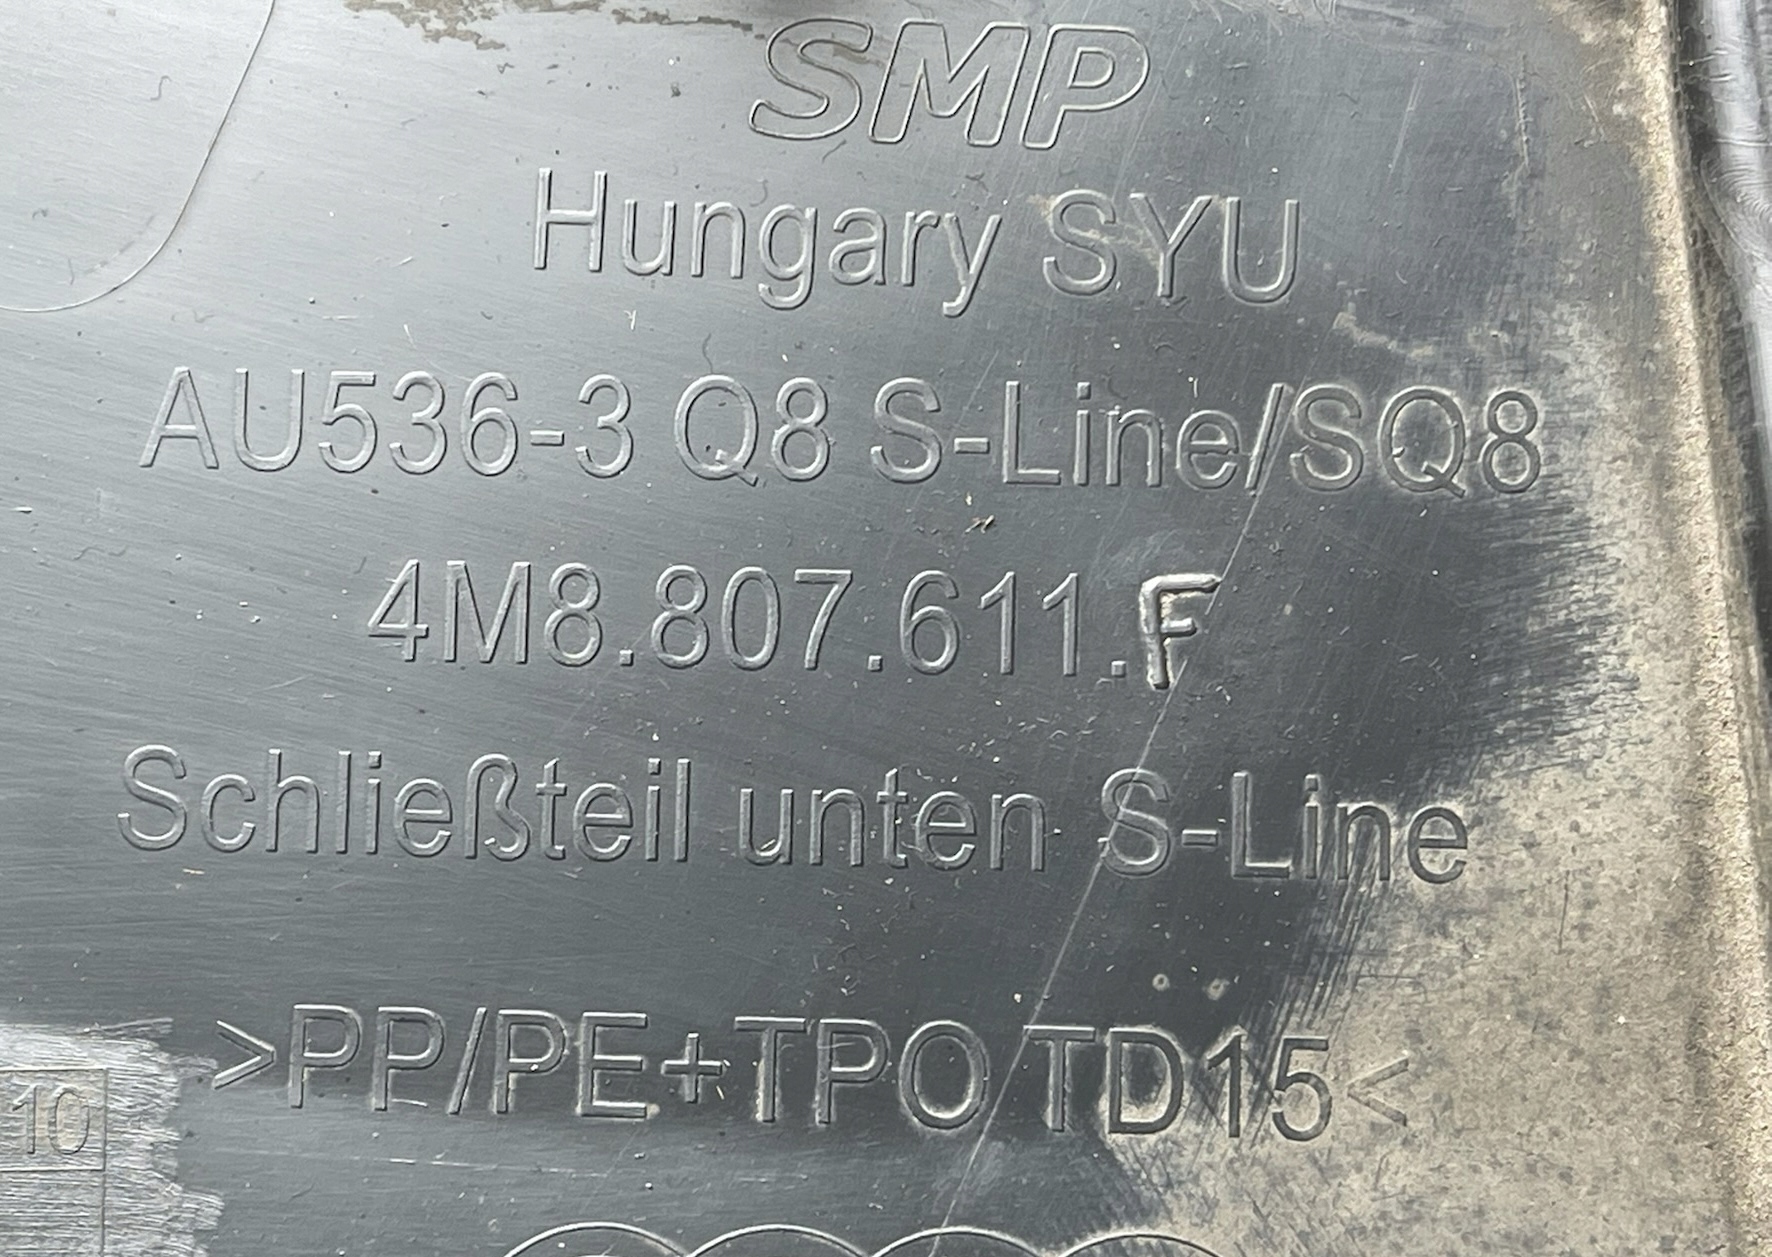 SMP
Hungary SYU
AU536-3 Q8 S-Line/SQ8
4M8.807.611.F
Schließteil unten S-Line
>PP/PE+TPO TD15<
10